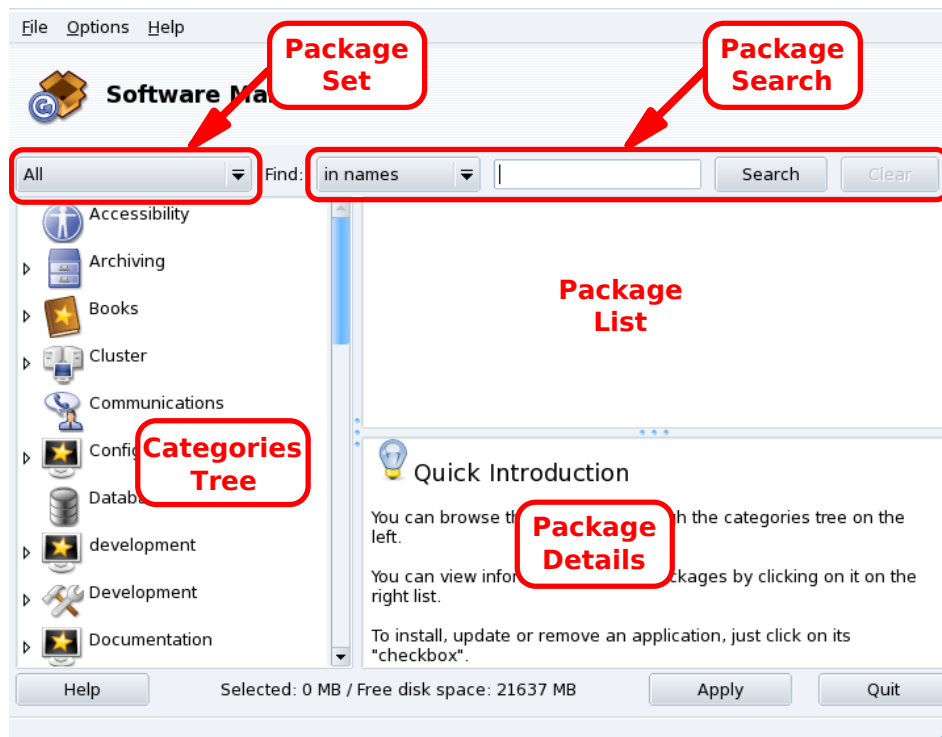 File Options Help
Package
Set
Package
Search
Software Ma
All
Find:
in names
Search
Clear
Accessibility
Archiving
Books
Cluster
Communications
Config
Databa
development
Development
Documentation
Categories
Tree
Package
List
Quick Introduction
You can browse th h the categories tree on the
left.
You can view infor ckages by clicking on it on the
right list.
To install, update or remove an application, just click on its
"checkbox".
Package
Details
Help
Selected: 0 MB / Free disk space: 21637 MB
Apply
Quit